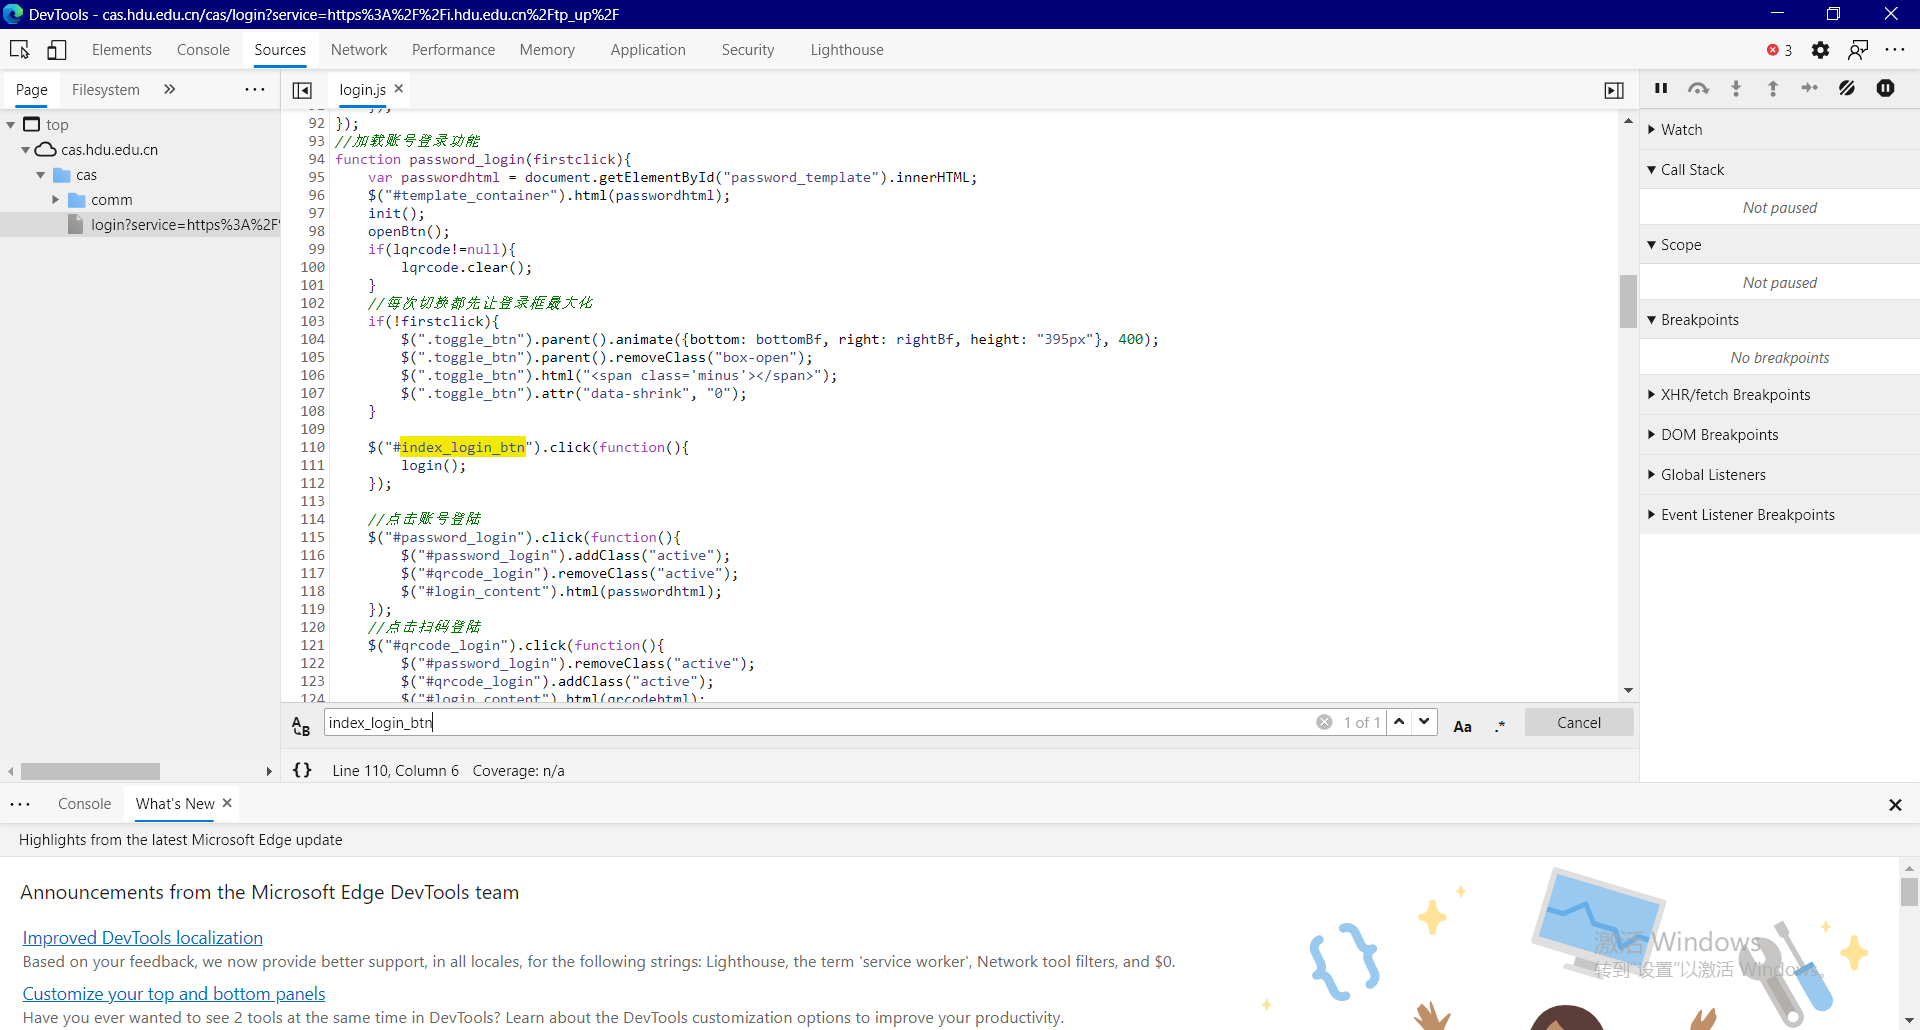 DevTools - cas.hdu.edu.cn/cas/login?service=https%3A%2F%2Fi.hdu.edu.cn%2Ftp_up%2F
Elements Console Sources Network Performance Memory Application Security Lighthouse 3
Page Filesystem
login.js
top
cas.hdu.edu.cn
cas
comm
login?service=https%3A%2F
92 });
93 //加载账号登录功能
94 function password_login(firstclick){
95 var passwordhtml = document.getElementById("password_template").innerHTML;
96 $("#template_container").html(passwordhtml);
97 init();
98 openBtn();
99 if(lqrcode!=null){
100 lqrcode.clear();
101 }
102 //每次切换都先让登录框最大化
103 if(!firstclick){
104 $(".toggle_btn").parent().animate({bottom: bottomBf, right: rightBf, height: "395px"}, 400);
105 $(".toggle_btn").parent().removeClass("box-open");
106 $(".toggle_btn").html("<span class='minus'></span>");
107 $(".toggle_btn").attr("data-shrink", "0");
108 }
109
110 $("#index_login_btn").click(function(){
111 login();
112 });
113
114 //点击账号登陆
115 $("#password_login").click(function(){
116 $("#password_login").addClass("active");
117 $("#qrcode_login").removeClass("active");
118 $("#login_content").html(passwordhtml);
119 });
120 //点击扫码登陆
121 $("#qrcode_login").click(function(){
122 $("#password_login").removeClass("active");
123 $("#qrcode_login").addClass("active");
124 $("#login_content").html(qrcodehtml);
index_login_btn 1 of 1 Aa .* Cancel
{} Line 110, Column 6 Coverage: n/a
Watch
Call Stack
Not paused
Scope
Not paused
Breakpoints
No breakpoints
XHR/fetch Breakpoints
DOM Breakpoints
Global Listeners
Event Listener Breakpoints
Console What's New
Highlights from the latest Microsoft Edge update
Announcements from the Microsoft Edge DevTools team
Improved DevTools localization
Based on your feedback, we now provide better support, in all locales, for the following strings: Lighthouse, the term 'service worker', Network tool filters, and $0.
Customize your top and bottom panels
Have you ever wanted to see 2 tools at the same time in DevTools? Learn about the DevTools customization options to improve your productivity.
激活 Windows
转到"设置"以激活 Windows。